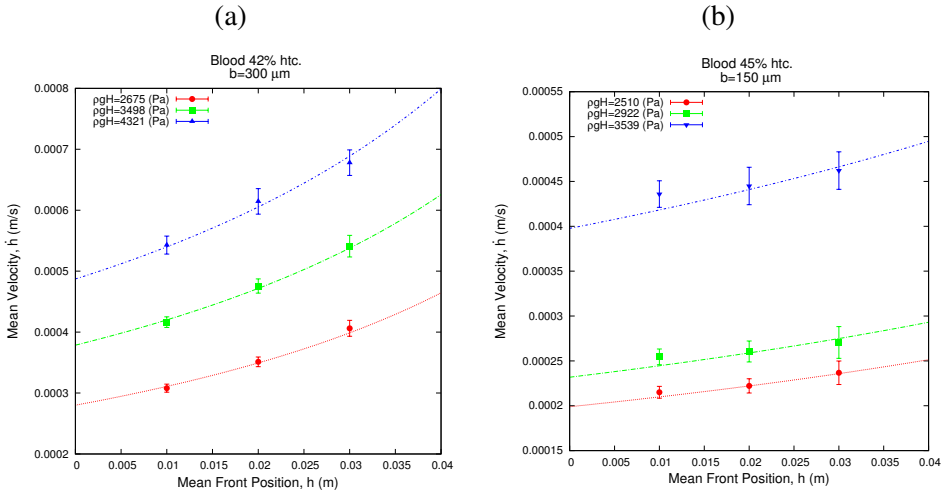 (a)
Blood 42% htc.
b=300 μm
0.0008
0.0007
0.0006
0.0005
0.0004
0.0003
0.0002
ρgH=2675 (Pa)
ρgH=3498 (Pa)
ρgH=4321 (Pa)
Mean Velocity, ḣ (m/s)
0 0.005 0.01 0.015 0.02 0.025 0.03 0.035 0.04
Mean Front Position, h (m)
(b)
Blood 45% htc.
b=150 μm
0.00055
0.0005
0.00045
0.0004
0.00035
0.0003
0.00025
0.0002
0.00015
ρgH=2510 (Pa)
ρgH=2922 (Pa)
ρgH=3539 (Pa)
Mean Velocity, ḣ (m/s)
0 0.005 0.01 0.015 0.02 0.025 0.03 0.035 0.04
Mean Front Position, h (m)